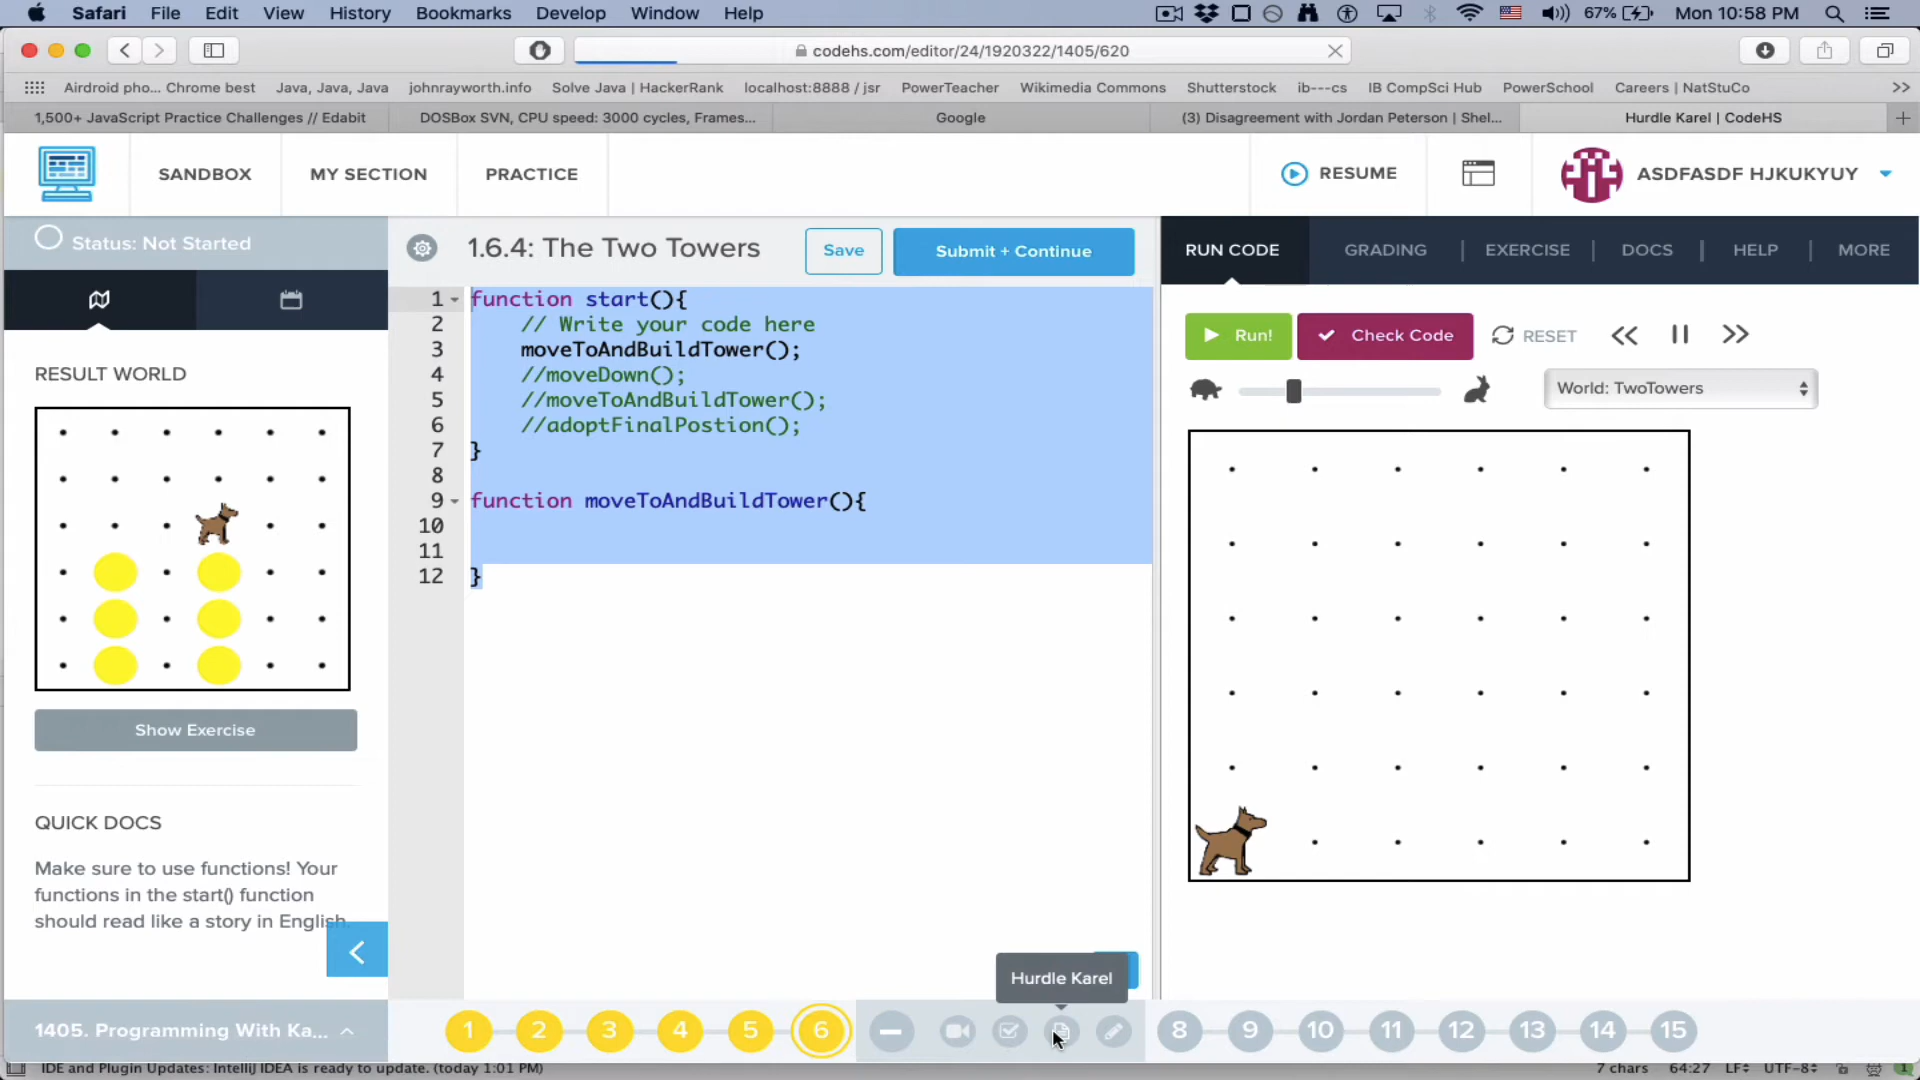 Safari File Edit View History Bookmarks Develop Window Help 67% Mon 10:58 PM
codehs.com/editor/24/1920322/1405/620
Airdroid pho... Chrome best Java, Java, Java johnrayworth.info Solve Java | HackerRank localhost:8888 / jsr PowerTeacher Wikimedia Commons Shutterstock ib---cs IB CompSci Hub PowerSchool Careers | NatStuCo
1,500+ JavaScript Practice Challenges // Edabit DOSBox SVN, CPU speed: 3000 cycles, Frames... Google (3) Disagreement with Jordan Peterson | Shel... Hurdle Karel | CodeHS
SANDBOX MY SECTION PRACTICE RESUME ASDFASDF HJKUKYUY
Status: Not Started
1.6.4: The Two Towers Save Submit + Continue
RUN CODE GRADING EXERCISE DOCS HELP MORE
RESULT WORLD
Show Exercise
QUICK DOCS
Make sure to use functions! Your
functions in the start() function
should read like a story in English.
1 function start(){
2 // Write your code here
3 moveToAndBuildTower();
4 //moveDown();
5 //moveToAndBuildTower();
6 //adoptFinalPostion();
7 }
8
9 function moveToAndBuildTower(){
10
11
12 }
Run! Check Code RESET
World: TwoTowers
Hurdle Karel
1405. Programming With Ka... 1 2 3 4 5 6 8 9 10 11 12 13 14 15
IDE and Plugin Updates: IntelliJ IDEA is ready to update. (today 1:01 PM) 7 chars 64:27 LF UTF-8